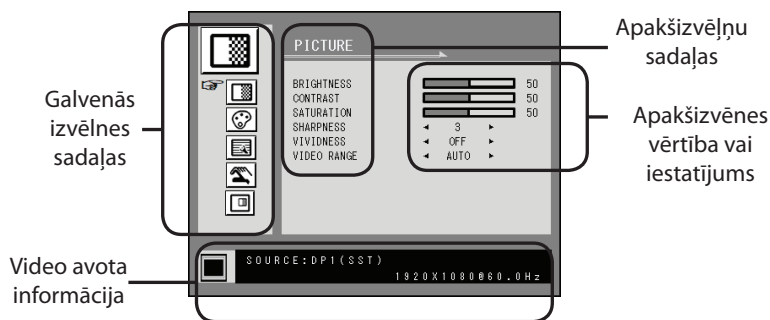 Galvenās
izvēlnes
sadaļas
Video avota
informācija
PICTURE
BRIGHTNESS 50
CONTRAST 50
SATURATION 50
SHARPNESS 3
VIVIDNESS OFF
VIDEO RANGE AUTO
SOURCE:DP1(SST)
1920X1080@60.0Hz
Apakšizvēļņu
sadaļas
Apakšizvēnes
vērtība vai
iestatījums